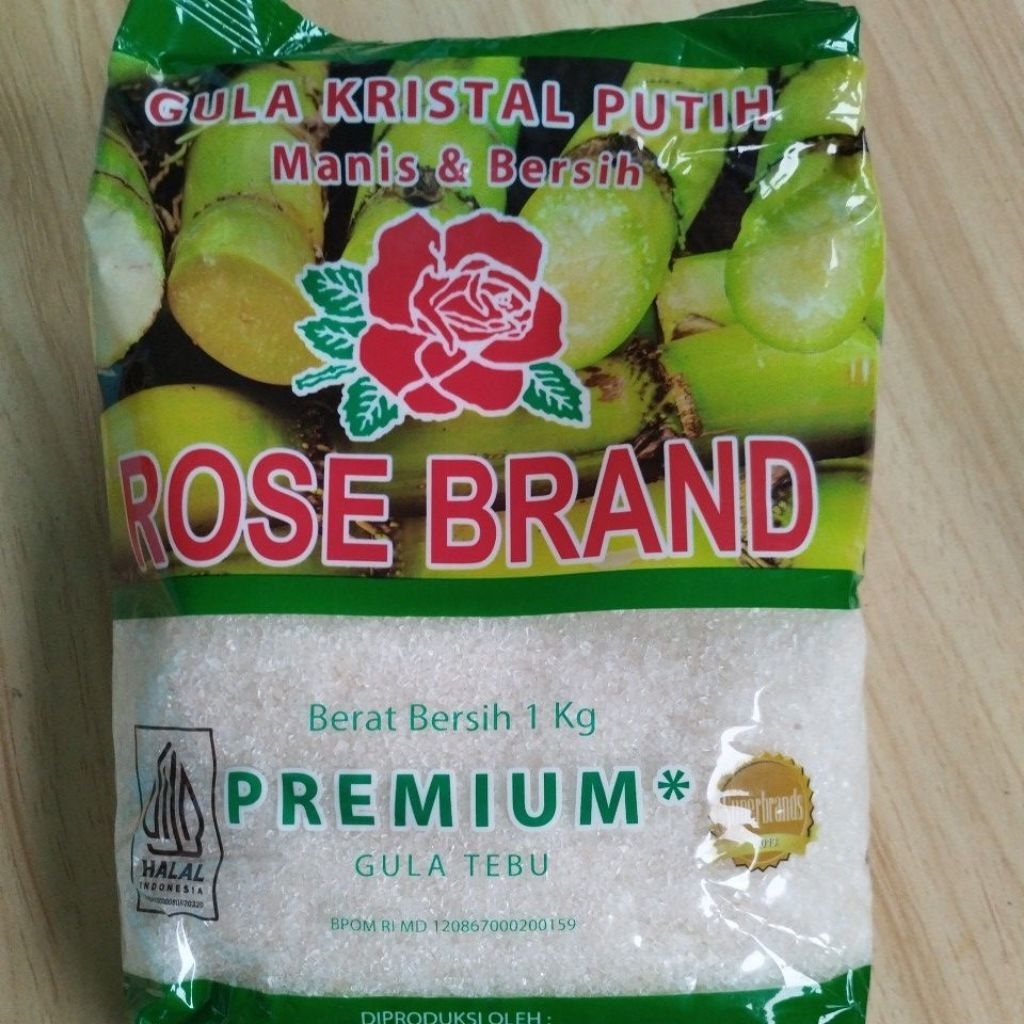 GULA KRISTAL PUTIH
Manis & Bersih
ROSE BRAND
Berat Bersih 1 Kg
PREMIUM*
GULA TEBU
Superbrands
HALAL
INDONESIA
BPOM RI MD 120867000200159
DIPRODUKSI OLEH :